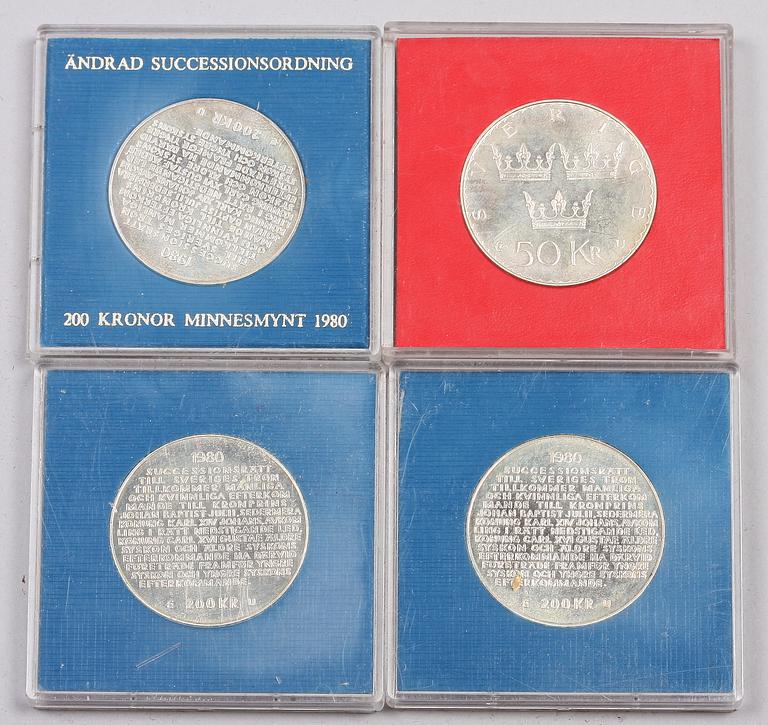 ÄNDRAD SUCCESSIONSORDNING
200 KR U
1980
200 KRONOR MINNESMYNT 1980
SVERIGE
50 KR
U
1980
SUCCESSIONSRÄTT
TILL SVERIGES TRON
TILLKOMMER MANLIGA
OCH KVINNLIGA EFTERKOM
MANDE TILL KRONPRINS
JOHAN BAPTIST JULII, SEDERMERA
KONUNG KARL XIV JOHANS, AVKOM
LING I RÄTT NEDSTIGANDE LED,
KONUNG CARL XVI GUSTAF. ÄLDRE
SYSKON OCH ÄLDRE SYSKONS
EFTERKOMMANDE HA DÄRVID
FÖRETRÄDE FRAMFÖR YNGRE
SYSKON OCH YNGRE SYSKONS
EFTERKOMMANDE.
200 KR U
1980
SUCCESSIONSRÄTT
TILL SVERIGES TRON
TILLKOMMER MANLIGA
OCH KVINNLIGA EFTERKOM
MANDE TILL KRONPRINS
JOHAN BAPTIST JULII, SEDERMERA
KONUNG KARL XIV JOHANS, AVKOM
LING I RÄTT NEDSTIGANDE LED,
KONUNG CARL XVI GUSTAF. ÄLDRE
SYSKON OCH ÄLDRE SYSKONS
EFTERKOMMANDE HA DÄRVID
FÖRETRÄDE FRAMFÖR YNGRE
SYSKON OCH YNGRE SYSKONS
EFTERKOMMANDE.
200 KR U